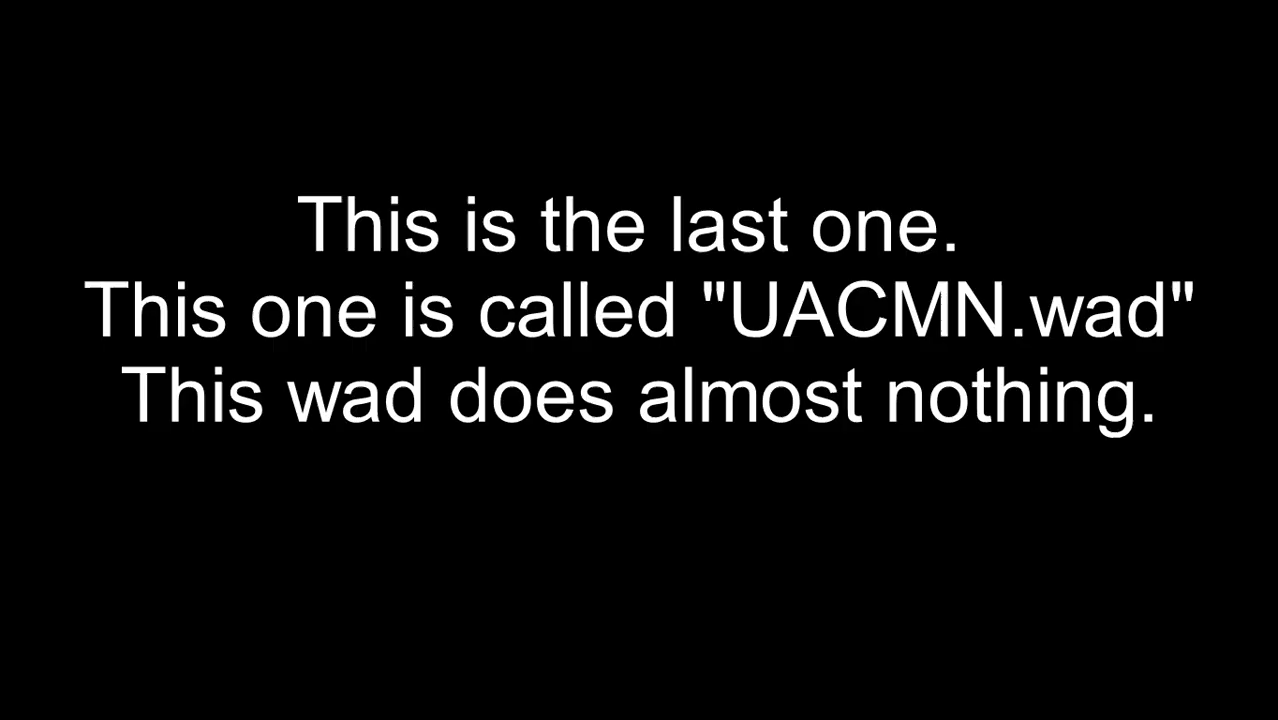 This is the last one.
This one is called "UACMN.wad"
This wad does almost nothing.